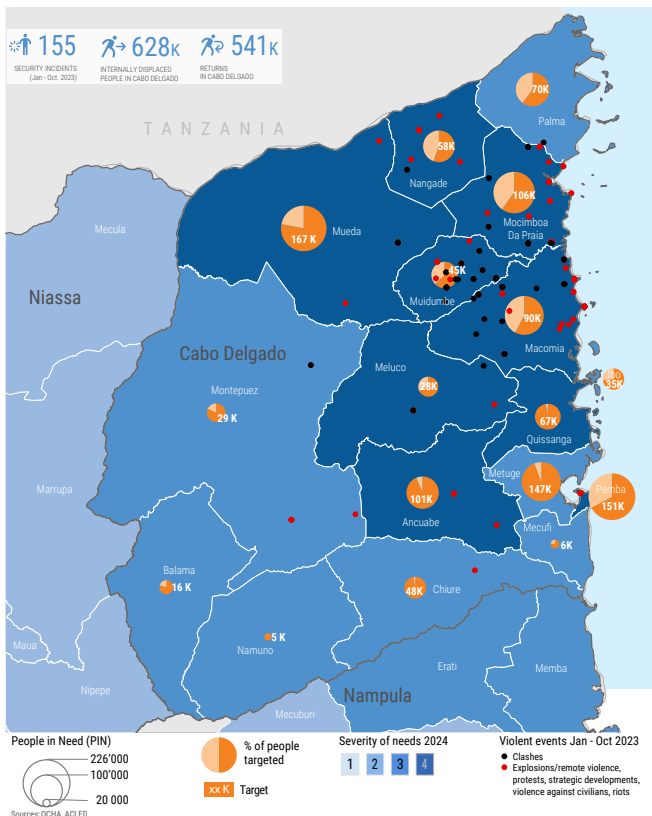 155
SECURITY INCIDENTS
(Jan - Oct. 2023)
628K
INTERNALLY DISPLACED
PEOPLE IN CABO DELGADO
541K
RETURNS
IN CABO DELGADO
TANZANIA
70K
Palma
58K
Nangade
Mecula
106K
Mocimboa
Da Praia
167 K
Mueda
45K
Muidumbe
Niassa
90K
Macomia
Cabo Delgado
Meluco
Montepuez
28K
Ibo
35K
29 K
67K
Quissanga
Metuge
147K
Pemba
151K
Marrupa
101K
Ancuabe
Mecufi
6K
Balama
16 K
48K
Chiure
5 K
Namuno
Maua
Erati
Memba
Nipepe
Nampula
Mecuburi
People in Need (PIN)
226'000
100'000
20 000
Sources: OCHA, ACLED
% of people
targeted
xx K
Target
Severity of needs 2024
1 2 3 4
Violent events Jan - Oct 2023
Clashes
Explosions/remote violence,
protests, strategic developments,
violence against civilians, riots